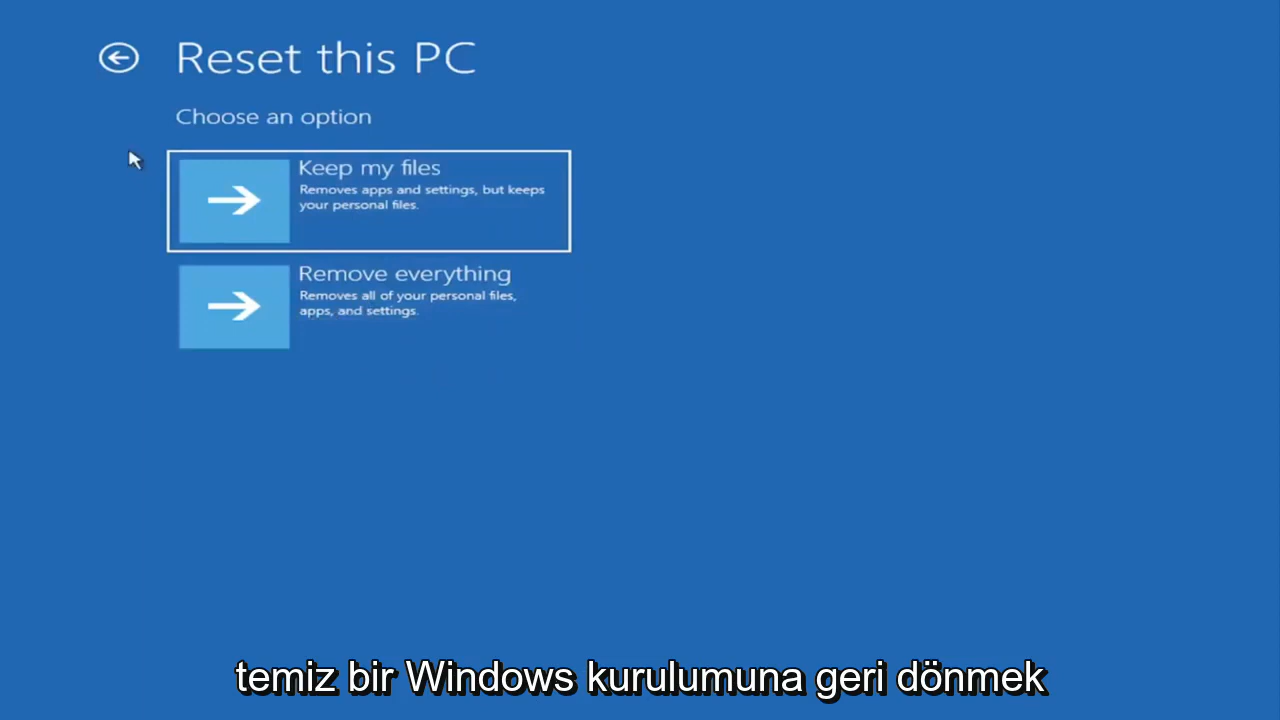 Reset this PC
Choose an option
Keep my files
Removes apps and settings, but keeps
your personal files.
Remove everything
Removes all of your personal files,
apps, and settings.
temiz bir Windows kurulumuna geri dönmek